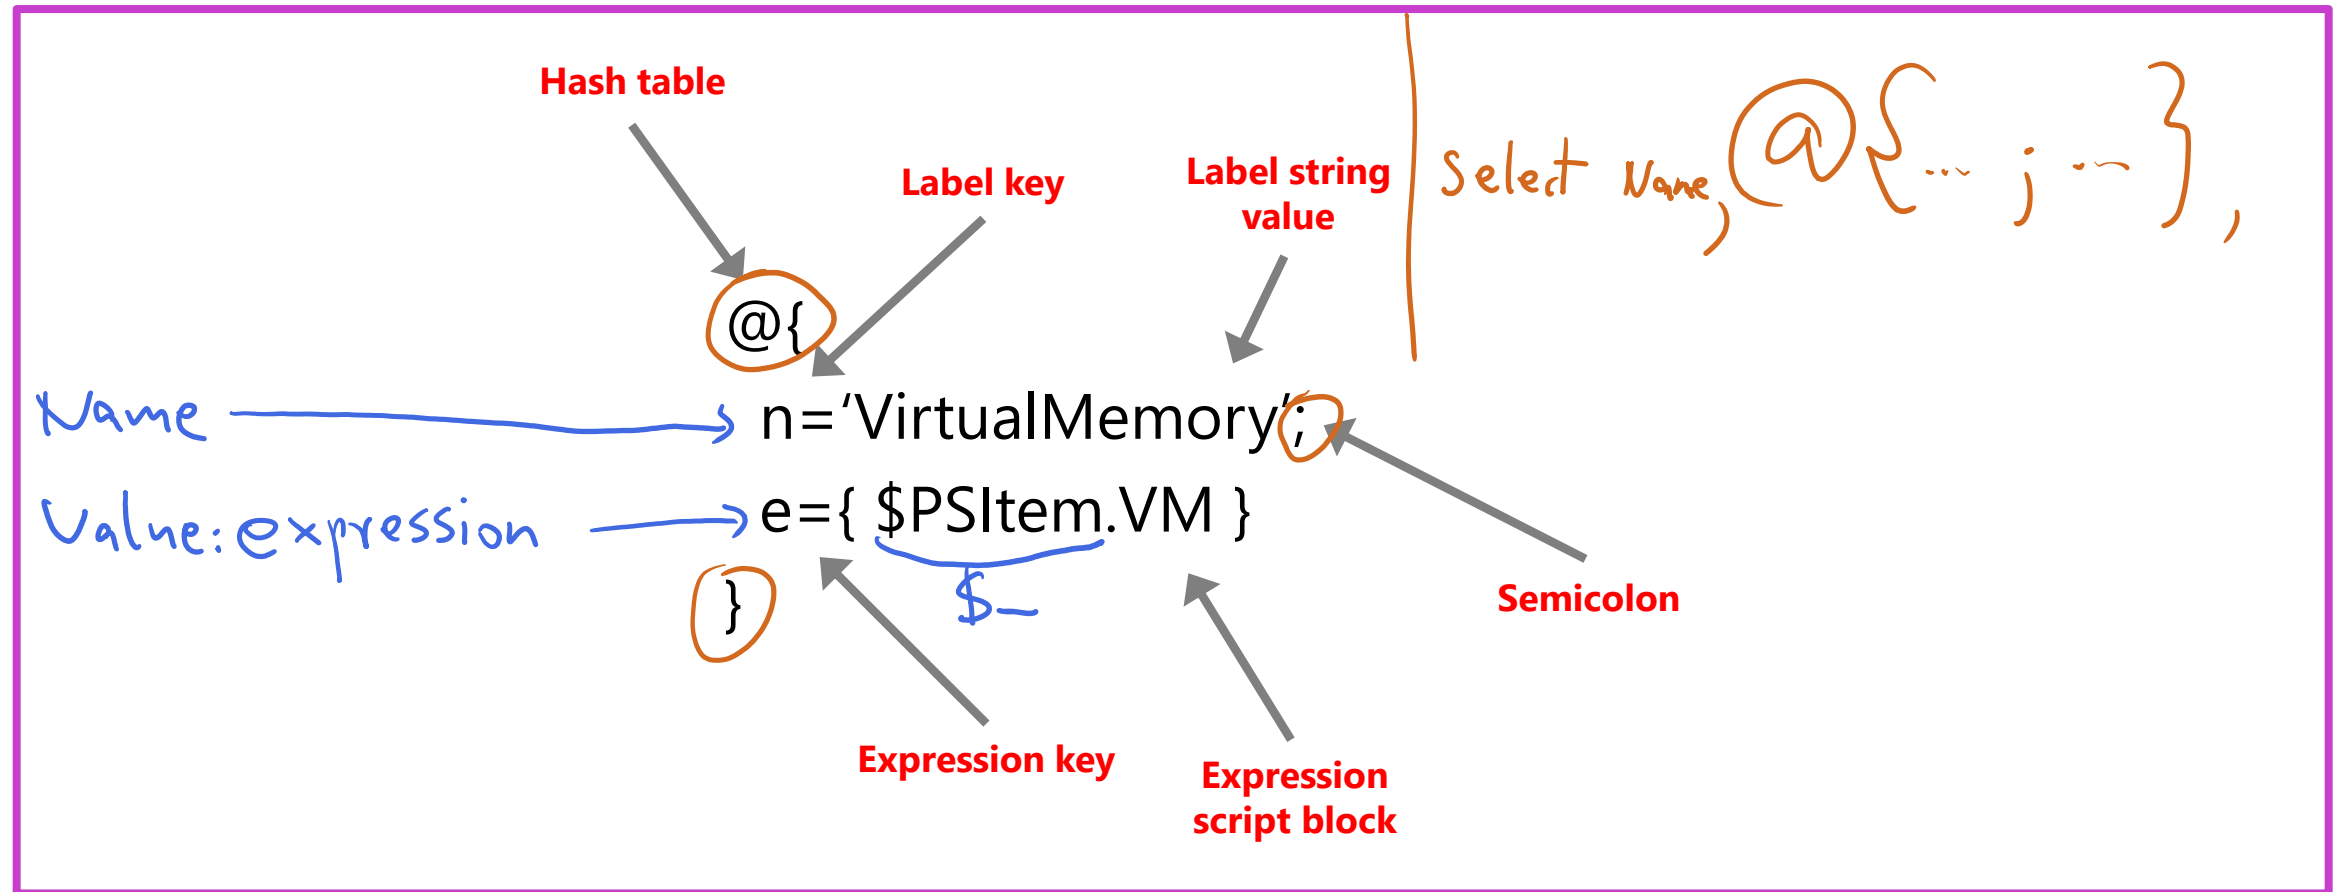 Hash table
Label key
Label string
value
Select Name, @{... ; ... },
@{
Name
n=‘VirtualMemory’;
Value: expression
e={ $PSItem.VM }
$_
}
Semicolon
Expression key
Expression
script block